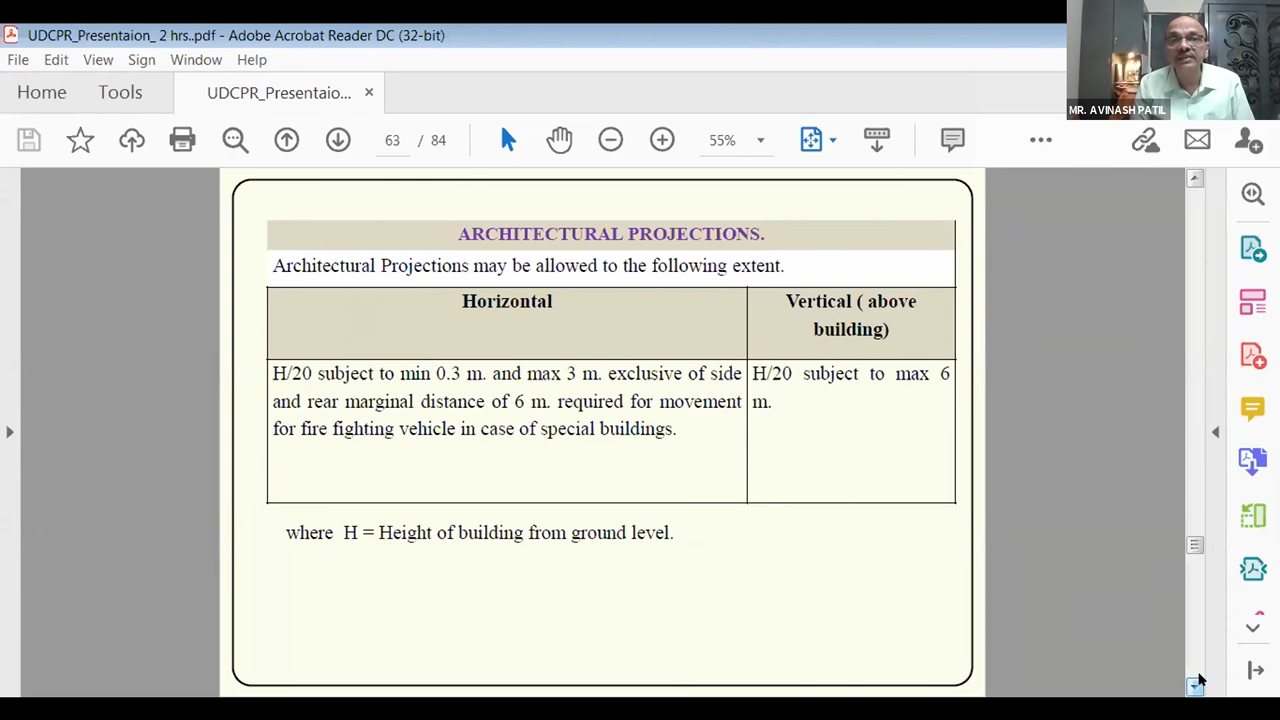 UDCPR_Presentaion_ 2 hrs..pdf - Adobe Acrobat Reader DC (32-bit)
File Edit View Sign Window Help
Home Tools UDCPR_Presentaio... ×
63 / 84 55%
MR. AVINASH PATIL
ARCHITECTURAL PROJECTIONS.
Architectural Projections may be allowed to the following extent.
Horizontal
Vertical ( above
building)
H/20 subject to min 0.3 m. and max 3 m. exclusive of side
and rear marginal distance of 6 m. required for movement
for fire fighting vehicle in case of special buildings.
H/20 subject to max 6
m.
where H = Height of building from ground level.